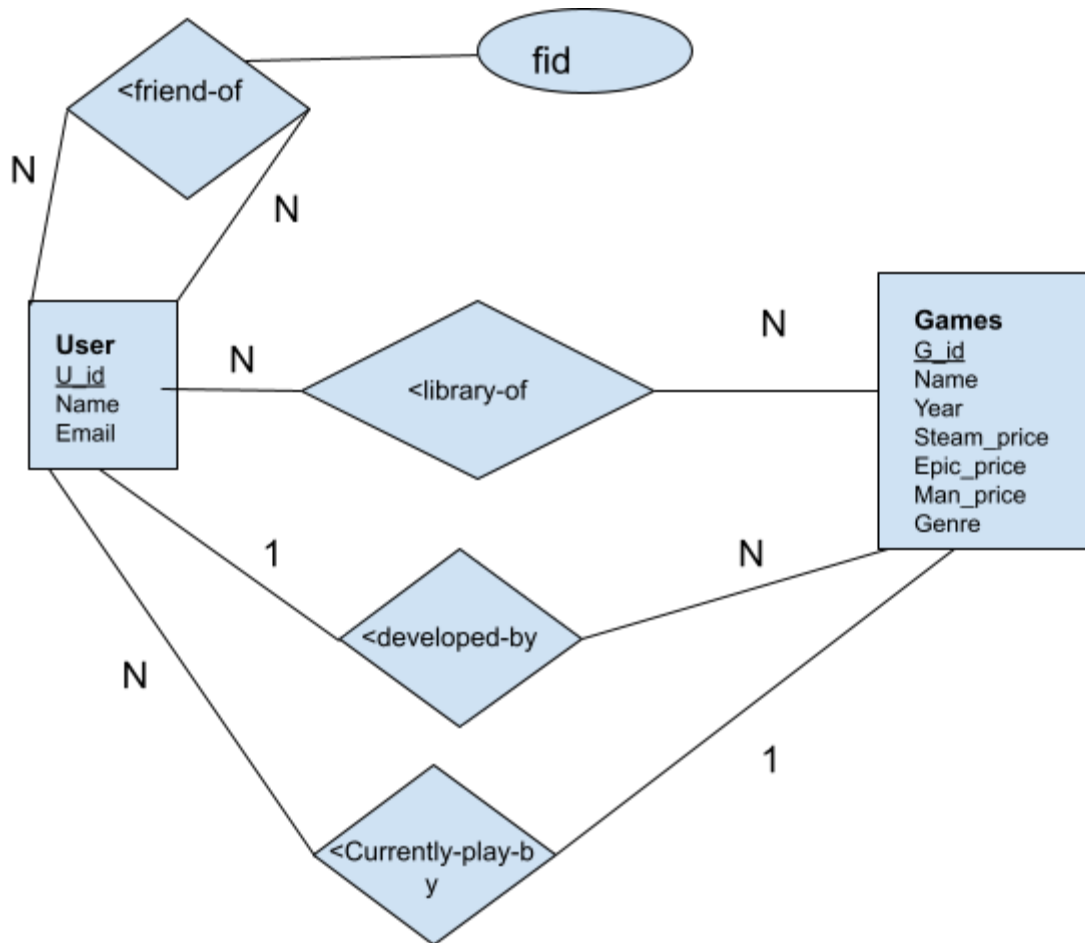 fid
<friend-of
N
N
User
U_id
Name
Email
N
<library-of
N
Games
G_id
Name
Year
Steam_price
Epic_price
Man_price
Genre
1
<developed-by
N
N
<Currently-play-b
y
1